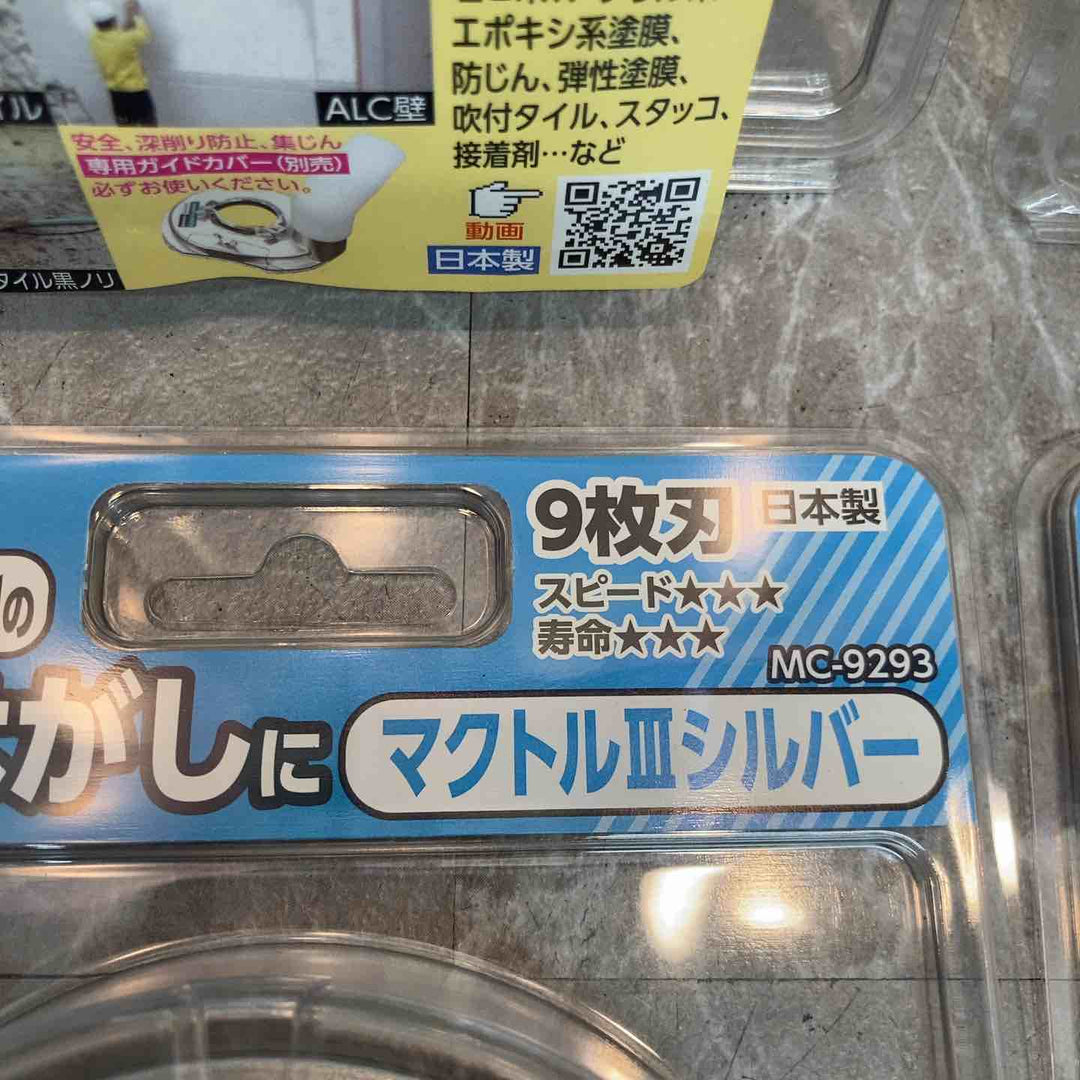 エポキシ系塗膜、
防じん、弾性塗膜、
吹付タイル、スタッコ、
接着剤…など
イル
ALC壁
安全、深削り防止、集じん
専用ガイドカバー(別売)
必ずお使いください。
動画
日本製
タイル黒ノリ
9枚刃 日本製
スピード★★★
寿命★★★
の
MC-9293
がしに
マクトルⅢシルバー